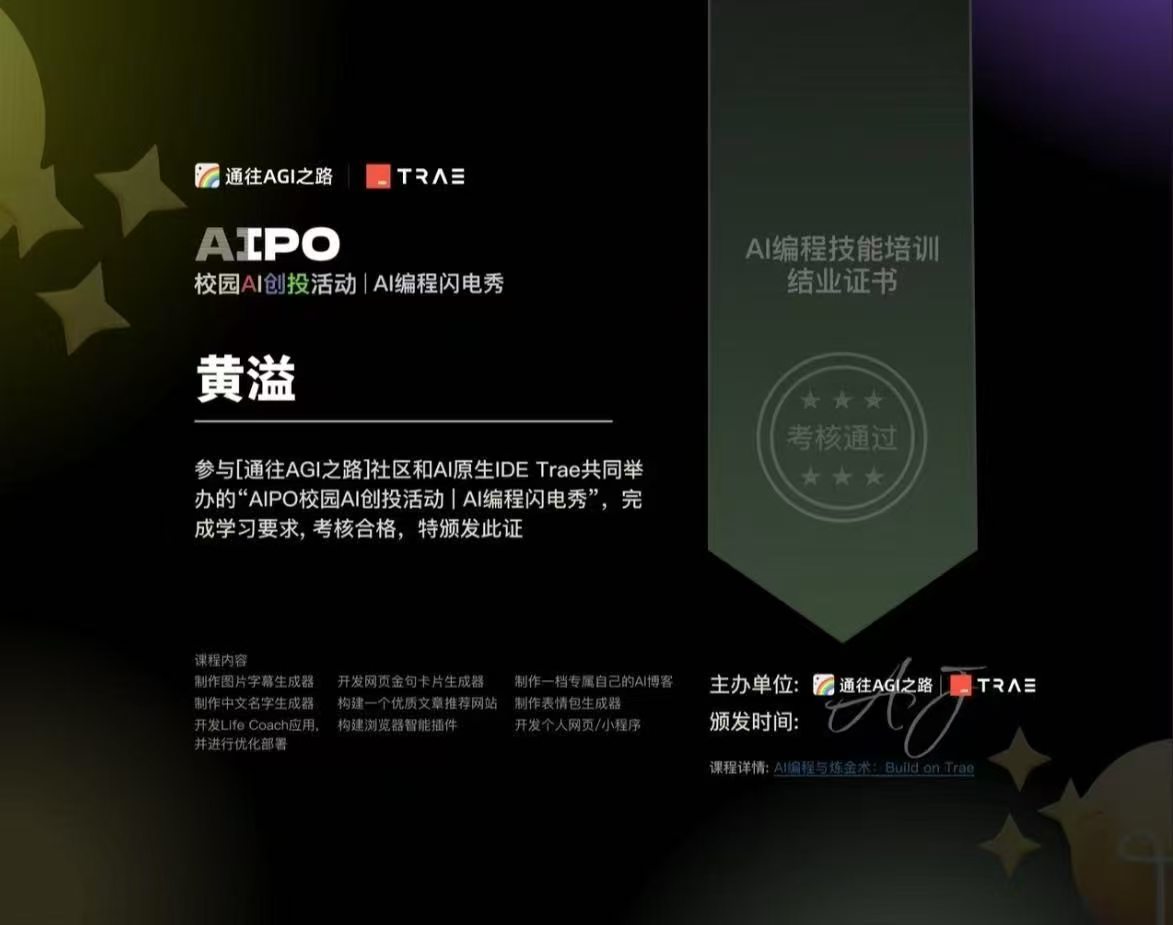 通往AGI之路 | TRAE
AIPO
校园AI创投活动 | AI编程闪电秀
黄溢
参与[通往AGI之路]社区和AI原生IDE Trae共同举
办的“AIPO校园AI创投活动 | AI编程闪电秀”，完
成学习要求, 考核合格，特颁发此证
AI编程技能培训
结业证书
考核通过
课程内容
制作图片字幕生成器 开发网页金句卡片生成器 制作一档专属自己的AI博客
制作中文名字生成器 构建一个优质文章推荐网站 制作表情包生成器
开发Life Coach应用, 构建浏览器智能插件 开发个人网页/小程序
并进行优化部署
主办单位: 通往AGI之路 | TRAE
颁发时间:
课程详情: AI编程与炼金术：Build on Trae